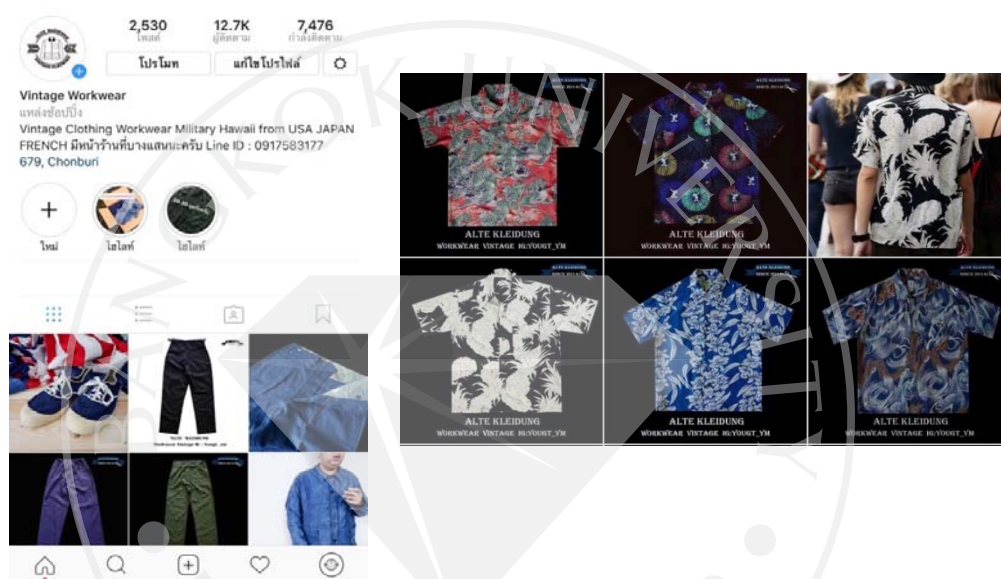 2,530 12.7K 7,476
โพสต์ ผู้ติดตาม กำลังติดตาม
โปรโมท แก้ไขโปรไฟล์
Vintage Workwear
แหล่งช้อปปิ้ง
Vintage Clothing Workwear Military Hawaii from USA JAPAN
FRENCH มีหน้าร้านที่บางแสนนะครับ Line ID : 0917583177
679, Chonburi
ใหม่ ไฮไลท์ ไฮไลท์
ALTE KLEIDUNG
WORKWEAR VINTAGE IG:YOUGT_YM
ALTE KLEIDUNG
WORKWEAR VINTAGE IG:YOUGT_YM
ALTE KLEIDUNG
WORKWEAR VINTAGE IG:YOUGT_YM
ALTE KLEIDUNG
WORKWEAR VINTAGE IG:YOUGT_YM
ALTE KLEIDUNG
WORKWEAR VINTAGE IG:YOUGT_YM
BANGKOK UNIVERSITY